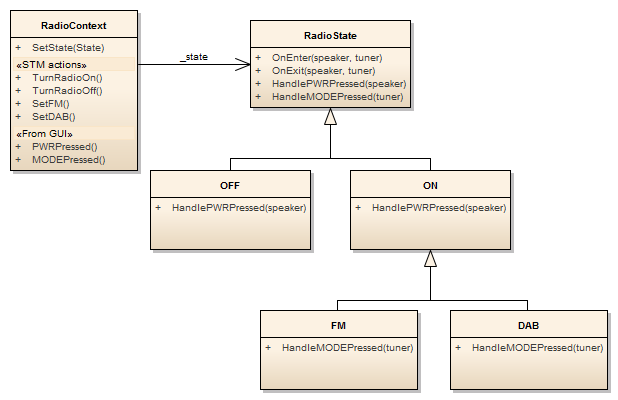 RadioContext
+ SetState(State)
«STM actions»
+ TurnRadioOn()
+ TurnRadioOff()
+ SetFM()
+ SetDAB()
«From GUI»
+ PWRPressed()
+ MODEPressed()
_state
RadioState
+ OnEnter(speaker, tuner)
+ OnExit(speaker, tuner)
+ HandlePWRPressed(speaker)
+ HandleMODEPressed(tuner)
OFF
+ HandlePWRPressed(speaker)
ON
+ HandlePWRPressed(speaker)
FM
+ HandleMODEPressed(tuner)
DAB
+ HandleMODEPressed(tuner)